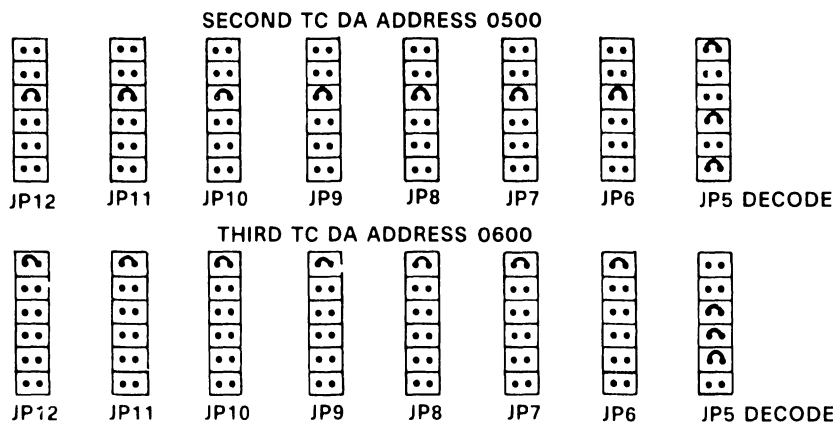 SECOND TC DA ADDRESS 0500
JP12 JP11 JP10 JP9 JP8 JP7 JP6 JP5 DECODE
THIRD TC DA ADDRESS 0600
JP12 JP11 JP10 JP9 JP8 JP7 JP6 JP5 DECODE